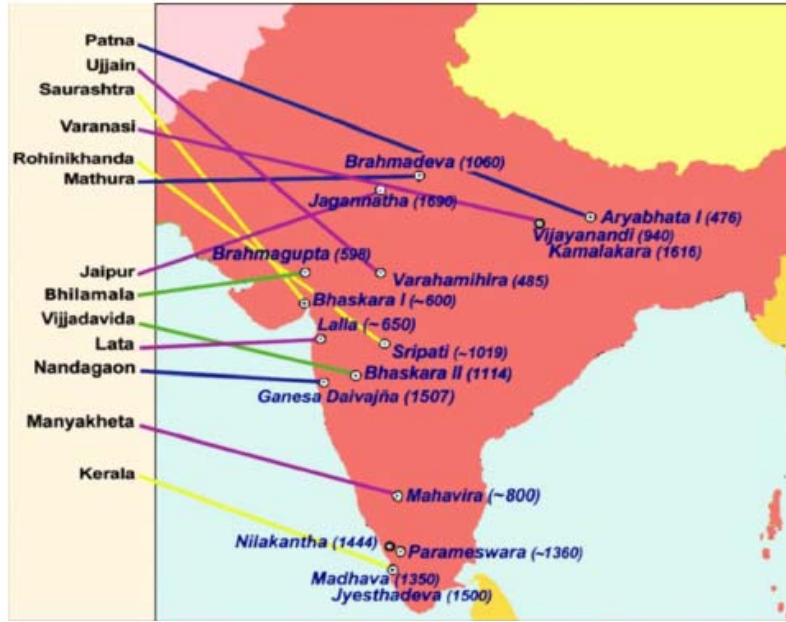 Patna
Ujjain
Saurashtra
Varanasi
Rohinikhanda
Mathura
Jaipur
Bhilamala
Vijjadavida
Lata
Nandagaon
Manyakheta
Kerala
Brahmadeva (1060)
Jagannatha (1690)
Aryabhata I (476)
Vijayanandi (940)
Kamalakara (1616)
Brahmagupta (598)
Varahamihira (485)
Bhaskara I (~600)
Lalla (~650)
Sripati (~1019)
Bhaskara II (1114)
Ganesa Daivajña (1507)
Mahavira (~800)
Nilakantha (1444)
Parameswara (~1360)
Madhava (1350)
Jyesthadeva (1500)